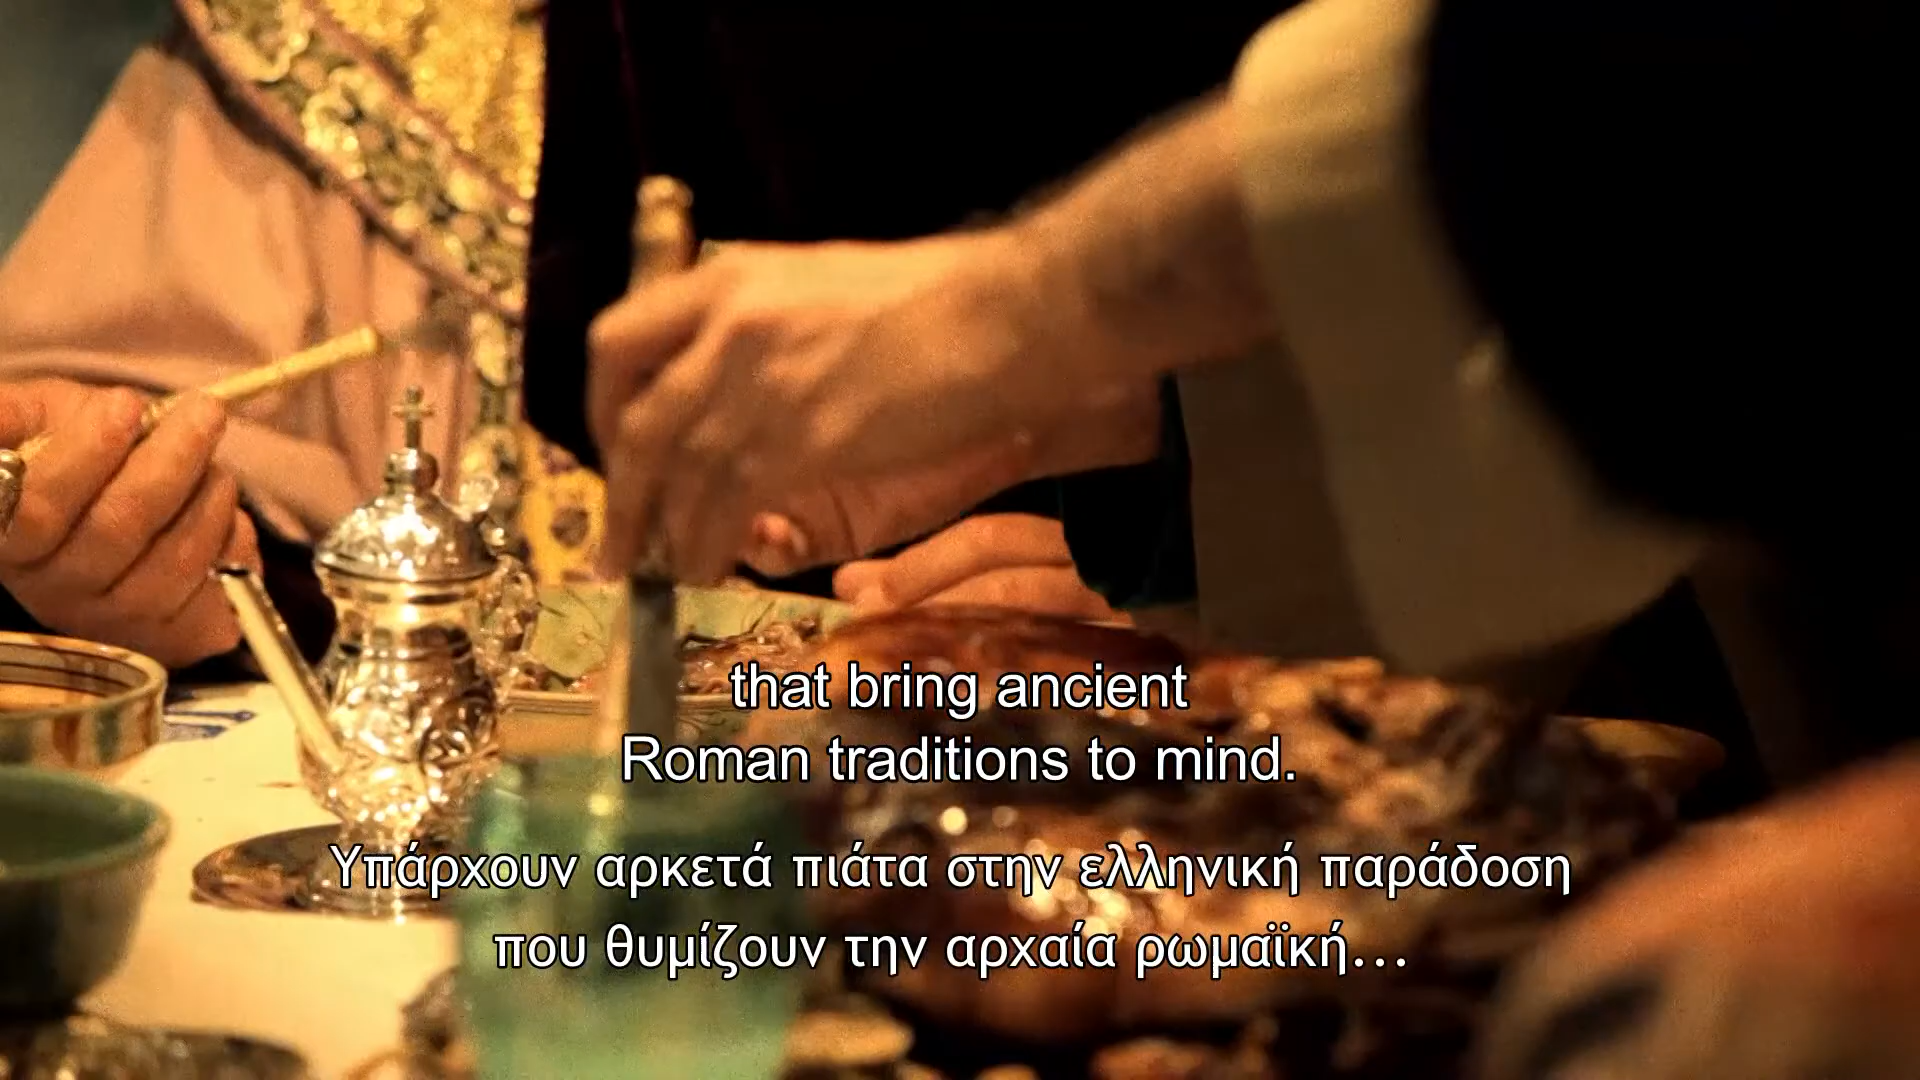 that bring ancient
Roman traditions to mind.
Υπάρχουν αρκετά πιάτα στην ελληνική παράδοση
που θυμίζουν την αρχαία ρωμαϊκή...